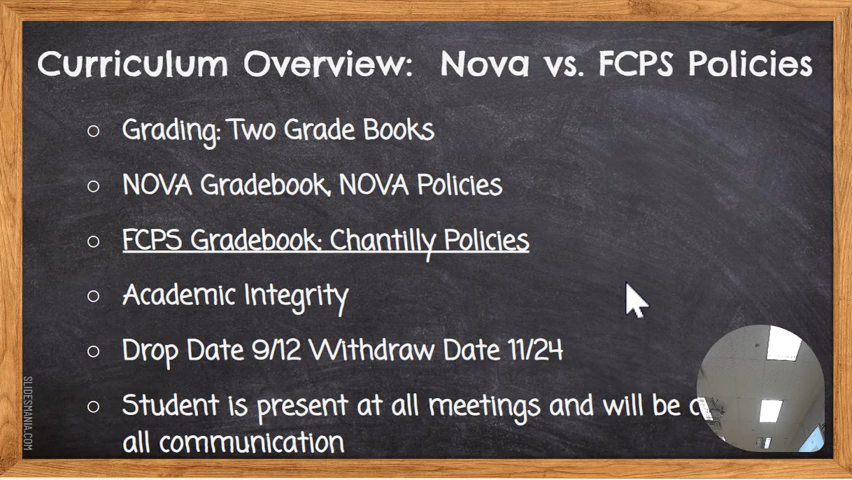 Curriculum Overview: Nova vs. FCPS Policies
Grading: Two Grade Books
NOVA Gradebook, NOVA Policies
FCPS Gradebook: Chantilly Policies
Academic Integrity
Drop Date 9/12 Withdraw Date 11/24
Student is present at all meetings and will be
all communication
SLIDESMANIA.COM